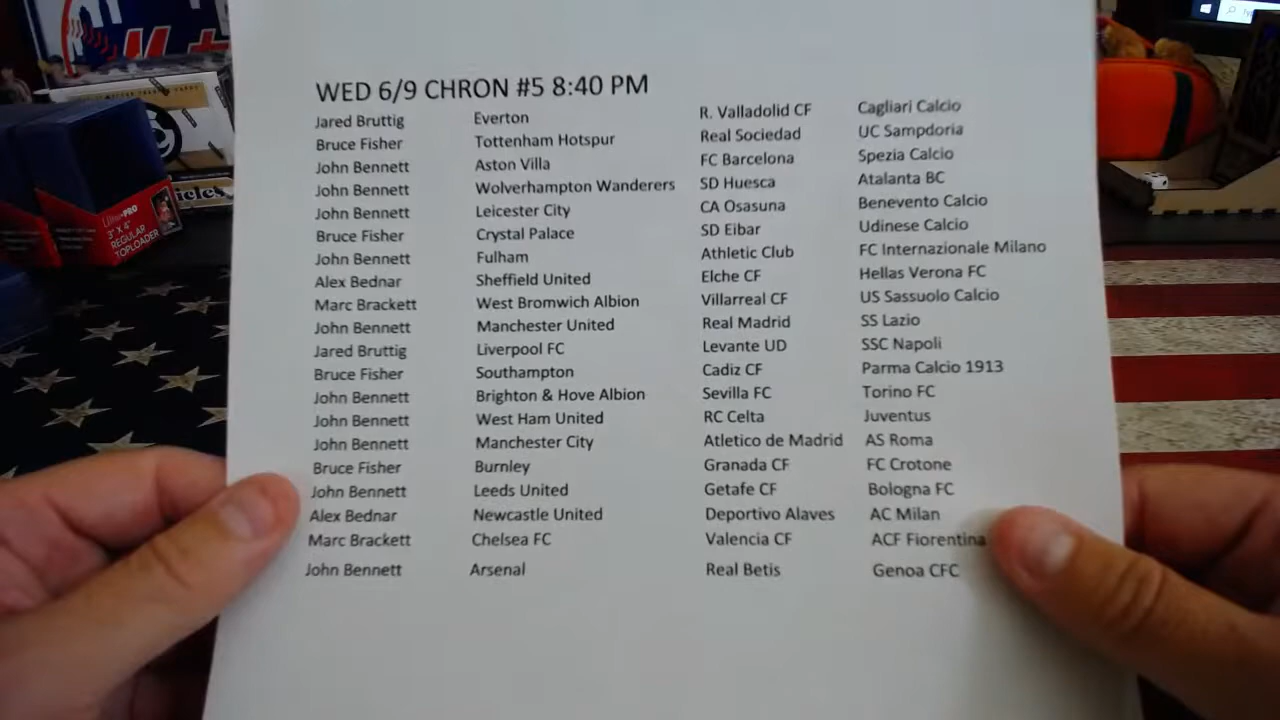 WED 6/9 CHRON #5 8:40 PM
Jared Bruttig Everton R. Valladolid CF Cagliari Calcio
Bruce Fisher Tottenham Hotspur Real Sociedad UC Sampdoria
John Bennett Aston Villa FC Barcelona Spezia Calcio
John Bennett Wolverhampton Wanderers SD Huesca Atalanta BC
John Bennett Leicester City CA Osasuna Benevento Calcio
Bruce Fisher Crystal Palace SD Eibar Udinese Calcio
John Bennett Fulham Athletic Club FC Internazionale Milano
Alex Bednar Sheffield United Elche CF Hellas Verona FC
Marc Brackett West Bromwich Albion Villarreal CF US Sassuolo Calcio
John Bennett Manchester United Real Madrid SS Lazio
Jared Bruttig Liverpool FC Levante UD SSC Napoli
Bruce Fisher Southampton Cadiz CF Parma Calcio 1913
John Bennett Brighton & Hove Albion Sevilla FC Torino FC
John Bennett West Ham United RC Celta Juventus
John Bennett Manchester City Atletico de Madrid AS Roma
Bruce Fisher Burnley Granada CF FC Crotone
John Bennett Leeds United Getafe CF Bologna FC
Alex Bednar Newcastle United Deportivo Alaves AC Milan
Marc Brackett Chelsea FC Valencia CF ACF Fiorentina
John Bennett Arsenal Real Betis Genoa CFC
Ultra PRO
3" X 4"
REGULAR
TOPLOADER